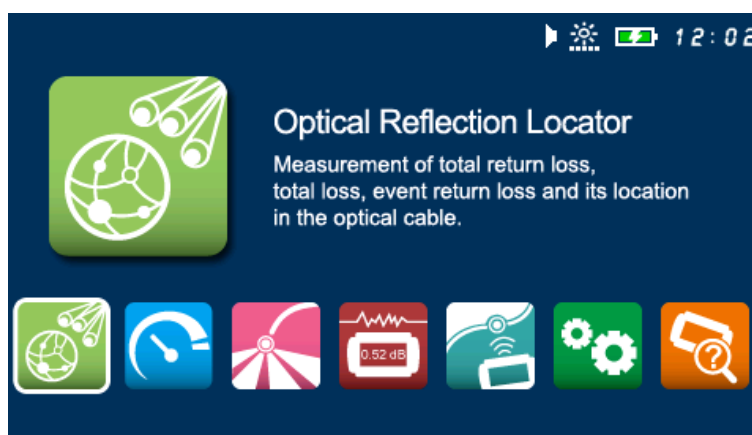 12:02
Optical Reflection Locator
Measurement of total return loss,
total loss, event return loss and its location
in the optical cable.
0.52 dB
?